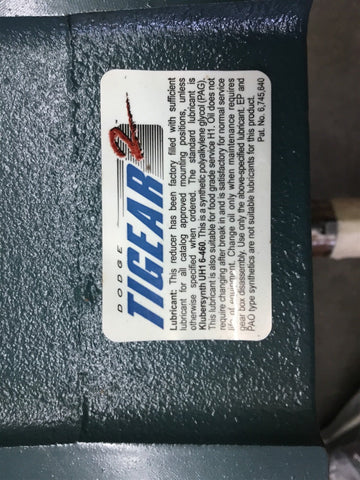 DODGE
TIGEAR 2
Lubricant: This reducer has been factory filled with sufficient
lubricant for all catalog approved mounting positions, unless
otherwise specified when ordered. The standard lubricant is
Klubersynth UH1 6-460. This is a synthetic polyalkylene glycol (PAG).
This lubricant is also suitable for food grade service H1. Oil does not
require changing after break in and is satisfactory for normal service
life of equipment. Change oil only when maintenance requires
gear box disassembly. Use only the above-specified lubricant. EP and
PAO type synthetics are not suitable lubricants for this product.
Pat. No. 6,745,640